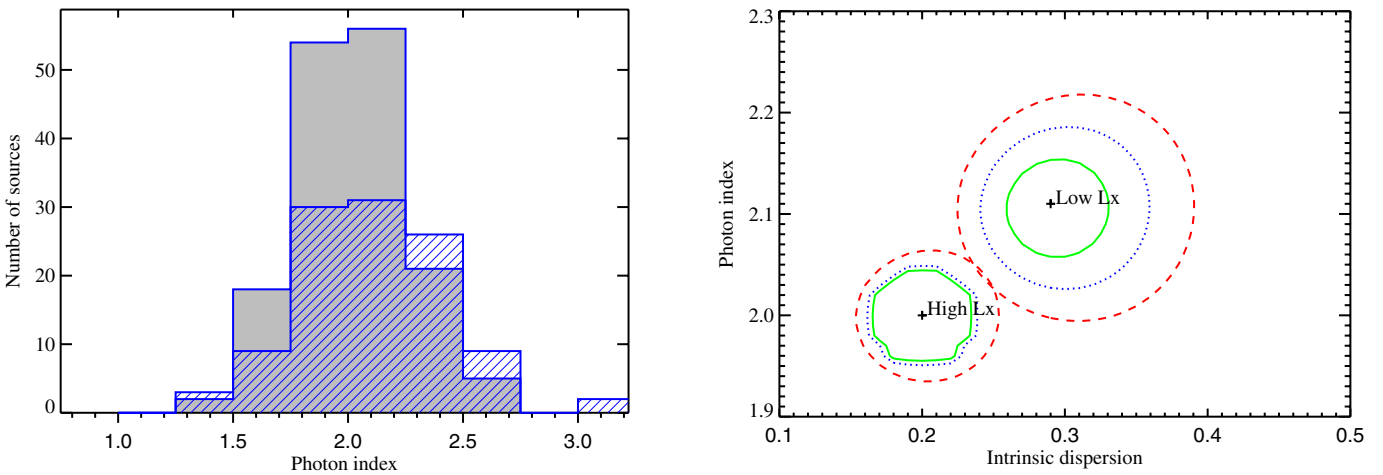 Number of sources
50
40
30
20
10
0
1.0 1.5 2.0 2.5 3.0
Photon index
Photon index
2.3
2.2
2.1
2.0
1.9
Low Lx
High Lx
0.1 0.2 0.3 0.4 0.5
Intrinsic dispersion